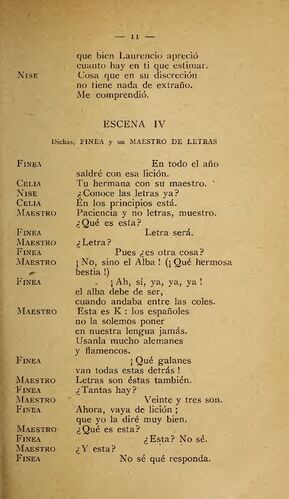 — 11 —
que bien Laurencio apreció
cuanto hay en ti que estimar.
NISE Cosa que en su discreción
no tiene nada de extraño.
Me comprendió.
ESCENA IV
Dichas, FINEA y un MAESTRO DE LETRAS
FINEA En todo el año
saldré con esa lición.
CELIA Tu hermana con su maestro.
NISE ¿Conoce las letras ya?
CELIA En los principios está.
MAESTRO Paciencia y no letras, muestro.
¿Qué es esta?
FINEA Letra será.
MAESTRO ¿Letra?
FINEA Pues ¿es otra cosa?
MAESTRO ¡No, sino el Alba! (¡Qué hermosa
bestia!)
FINEA ¡Ah, sí, ya, ya, ya!
el alba debe de ser,
cuando andaba entre las coles.
MAESTRO Esta es K: los españoles
no la solemos poner
en nuestra lengua jamás.
Usanla mucho alemanes
y flamencos.
FINEA ¡Qué galanes
van todas estas detrás!
MAESTRO Letras son éstas también.
FINEA ¿Tantas hay?
MAESTRO Veinte y tres son.
FINEA Ahora, vaya de lición;
que yo la diré muy bien.
MAESTRO ¿Qué es esta?
FINEA ¿Esta? No sé.
MAESTRO ¿Y esta?
FINEA No sé qué responda.